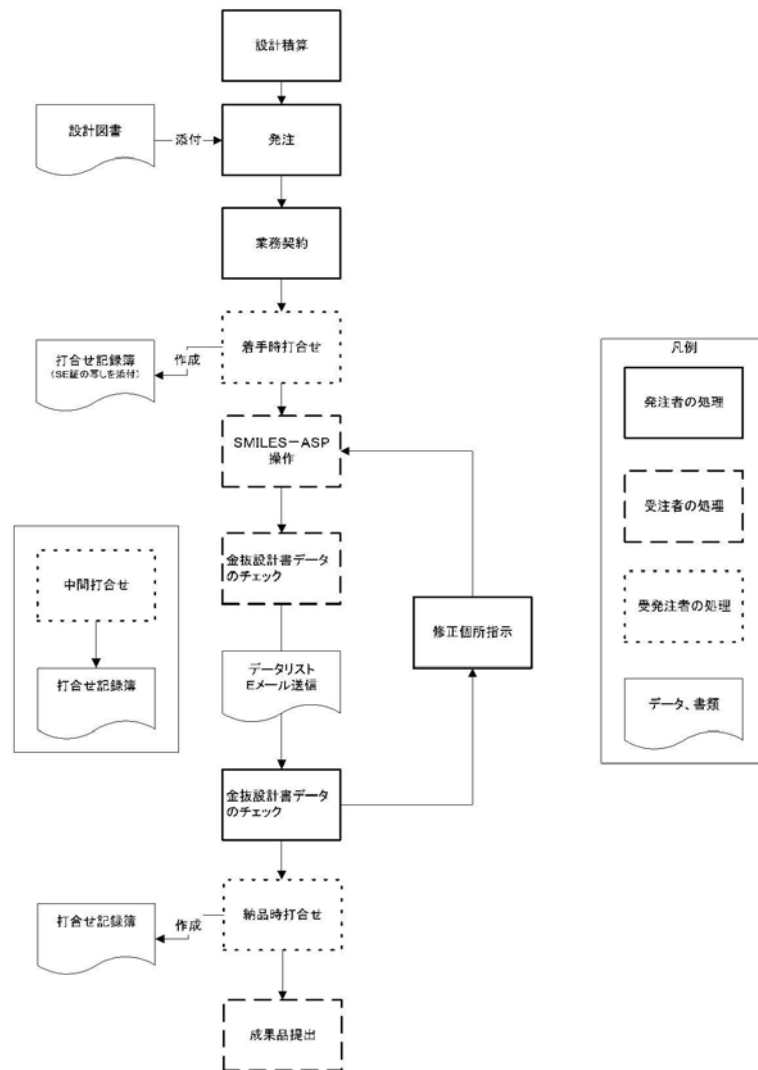 設計積算
設計図書
添付
発注
業務契約
着手時打合せ
作成
打合せ記録簿
（SE証の写しを添付）
SMILES－ASP
操作
金抜設計書データ
のチェック
中間打合せ
打合せ記録簿
データリスト
Eメール送信
修正個所指示
金抜設計書データ
のチェック
納品時打合せ
作成
打合せ記録簿
成果品提出
凡例
発注者の処理
受注者の処理
受発注者の処理
データ、書類